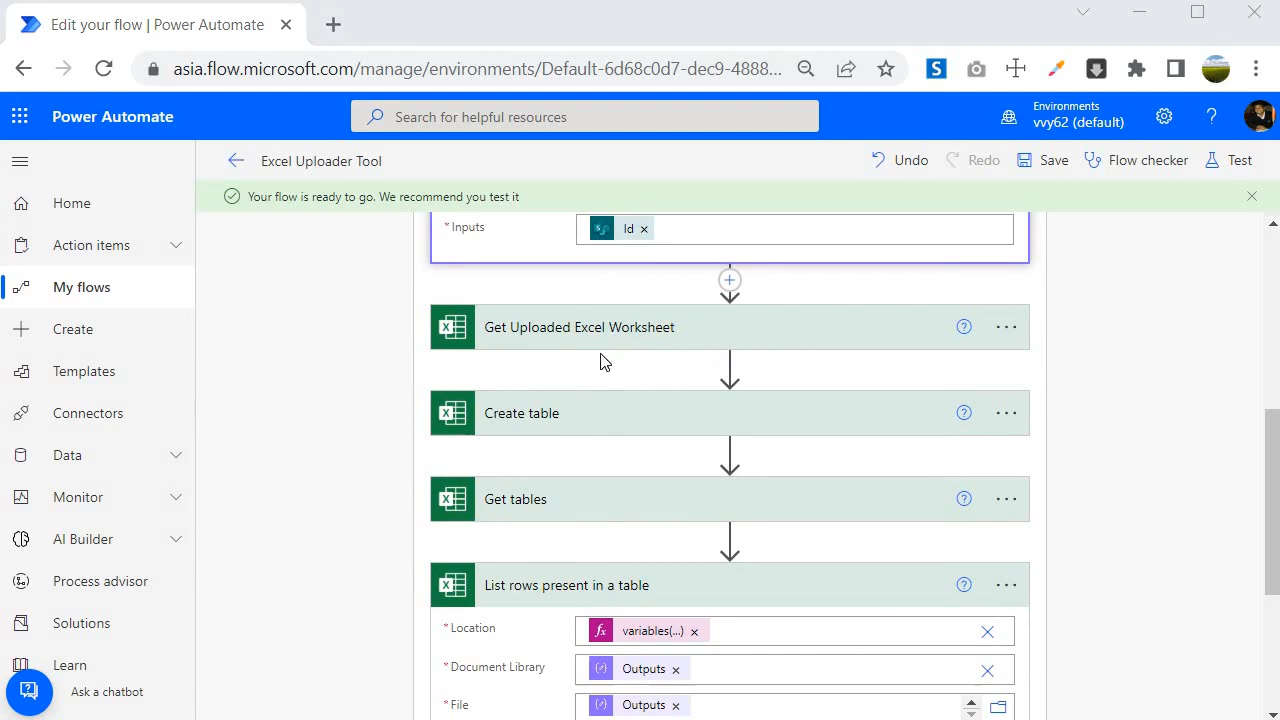 Edit your flow | Power Automate
asia.flow.microsoft.com/manage/environments/Default-6d68c0d7-dec9-4888...
S
Power Automate
Search for helpful resources
Environments
vvy62 (default)
Excel Uploader Tool
Undo
Redo
Save
Flow checker
Test
Your flow is ready to go. We recommend you test it
Home
Action items
My flows
Create
Templates
Connectors
Data
Monitor
AI Builder
Process advisor
Solutions
Learn
Ask a chatbot
* Inputs
Id
Get Uploaded Excel Worksheet
Create table
Get tables
List rows present in a table
* Location
fx variables(...)
* Document Library
Outputs
* File
Outputs